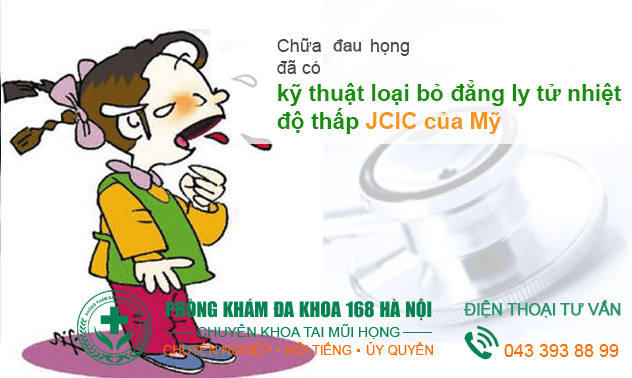 Chữa đau họng
đã có
kỹ thuật loại bỏ đẳng ly tử nhiệt
độ thấp JCIC của Mỹ
PHÒNG KHÁM ĐA KHOA 168 HÀ NỘI
CHUYÊN KHOA TAI MŨI HỌNG
CHUYÊN NGHIỆP · NỔI TIẾNG · ỦY QUYỀN
ĐIỆN THOẠI TƯ VẤN
043 393 88 99